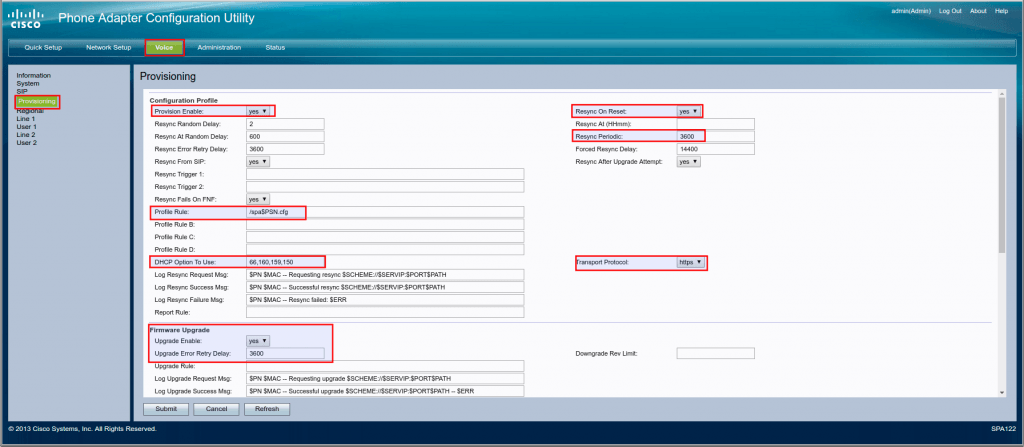 cisco
Phone Adapter Configuration Utility
admin(Admin) Log Out About Help
Quick Setup Network Setup Voice Administration Status
Information
System
SIP
Provisioning
Regional
Line 1
User 1
Line 2
User 2
Provisioning
Configuration Profile
Provision Enable: yes Resync On Reset: yes
Resync Random Delay: 2 Resync At (HHmm):
Resync At Random Delay: 600 Resync Periodic: 3600
Resync Error Retry Delay: 3600 Forced Resync Delay: 14400
Resync From SIP: yes Resync After Upgrade Attempt: yes
Resync Trigger 1:
Resync Trigger 2:
Resync Fails On FNF: yes
Profile Rule: /spa$PSN.cfg
Profile Rule B:
Profile Rule C:
Profile Rule D:
DHCP Option To Use: 66,160,159,150 Transport Protocol: https
Log Resync Request Msg: $PN $MAC -- Requesting resync $SCHEME://$SERVIP:$PORT$PATH
Log Resync Success Msg: $PN $MAC -- Successful resync $SCHEME://$SERVIP:$PORT$PATH
Log Resync Failure Msg: $PN $MAC -- Resync failed: $ERR
Report Rule:
Firmware Upgrade
Upgrade Enable: yes
Upgrade Error Retry Delay: 3600 Downgrade Rev Limit:
Upgrade Rule:
Log Upgrade Request Msg: $PN $MAC -- Requesting upgrade $SCHEME://$SERVIP:$PORT$PATH
Log Upgrade Success Msg: $PN $MAC -- Successful upgrade $SCHEME://$SERVIP:$PORT$PATH -- $ERR
Submit Cancel Refresh
© 2013 Cisco Systems, Inc. All Rights Reserved. SPA122